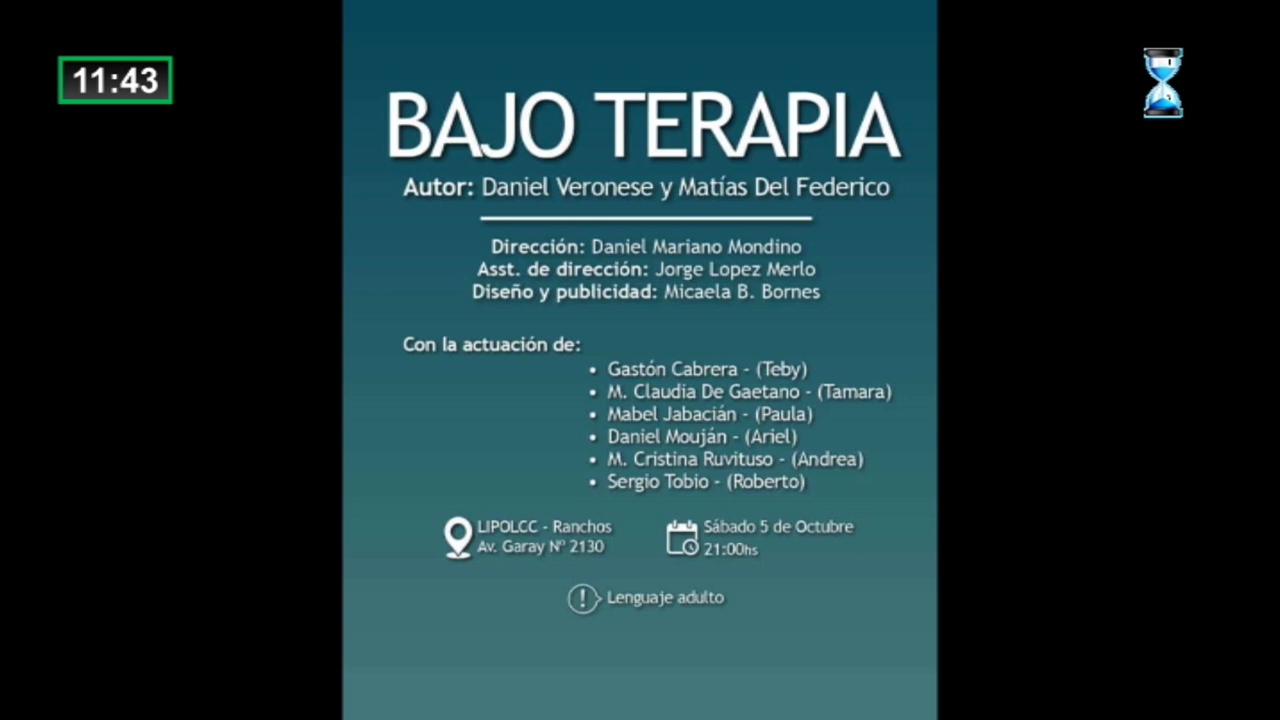 11:43
BAJO TERAPIA
Autor: Daniel Veronese y Matías Del Federico
Dirección: Daniel Mariano Mondino
Asst. de dirección: Jorge Lopez Merlo
Diseño y publicidad: Micaela B. Bornes
Con la actuación de:
• Gastón Cabrera - (Teby)
• M. Claudia De Gaetano - (Tamara)
• Mabel Jabacián - (Paula)
• Daniel Mouján - (Ariel)
• M. Cristina Ruvituso - (Andrea)
• Sergio Tobio - (Roberto)
LIPOLCC - Ranchos
Av. Garay Nº 2130
Sábado 5 de Octubre
21:00hs
! Lenguaje adulto